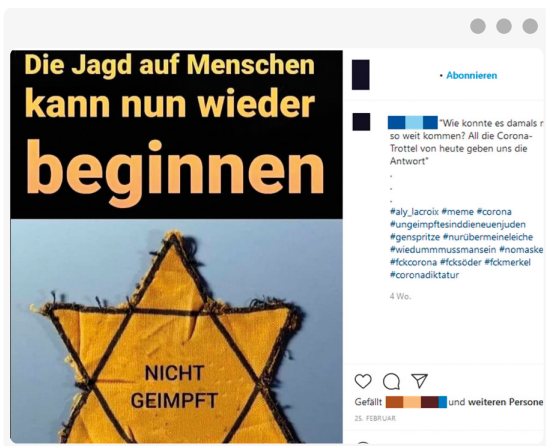 Die Jagd auf Menschen
kann nun wieder
beginnen
NICHT
GEIMPFT
• Abonnieren
"Wie konnte es damals
so weit kommen? All die Corona-
Trottel von heute geben uns die
Antwort"
.
.
.
#aly_lacroix #meme #corona
#ungeimpftesinddieneuenjuden
#genspritze #nurübermeineleiche
#wiedummmussmansein #nomaske
#fckcorona #fcksöder #fckmerkel
#coronadiktatur
4 Wo.
Gefällt und weiteren Persone
25. FEBRUAR